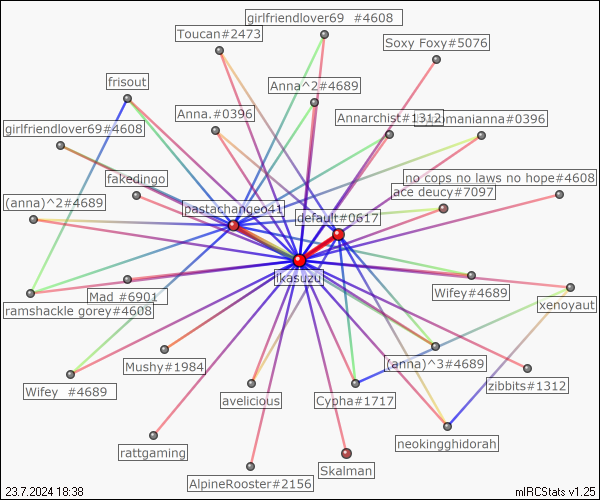 girlfriendlover69 #4608
Toucan#2473
Soxy Foxy#5076
frisout
Anna^2#4689
Anna.#0396
Annarchist#1312
manianna#0396
girlfriendlover69#4608
fakedingo
no cops no laws no hope#4608
ace deucy#7097
(anna)^2#4689
pastachangeo41
default#0617
ikasuzu
Wifey#4689
Mad #6901
xenoyaut
ramshackle gorey#4608
Mushy#1984
(anna)^3#4689
Wifey #4689
avelicious
Cypha#1717
zibbits#1312
rattgaming
neokingghidorah
Skalman
AlpineRooster#2156
23.7.2024 18:38
mIRCStats v1.25